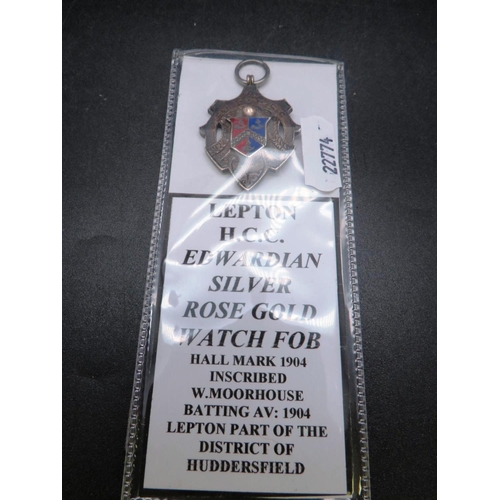 22774
LEPTON
H.C.C.
EDWARDIAN
SILVER
ROSE GOLD
WATCH FOB
HALL MARK 1904
INSCRIBED
W.MOORHOUSE
BATTING AV: 1904
LEPTON PART OF THE
DISTRICT OF
HUDDERSFIELD